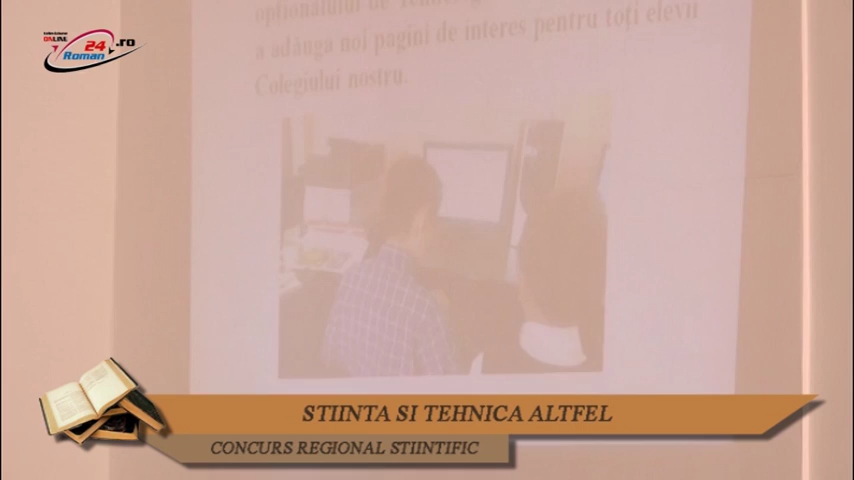 ONLINE
24.ro
Roman
optionalului de
a adăuga noi pagini de interes pentru toți elevii
Colegiului nostru.
STIINTA SI TEHNICA ALTFEL
CONCURS REGIONAL STIINTIFIC